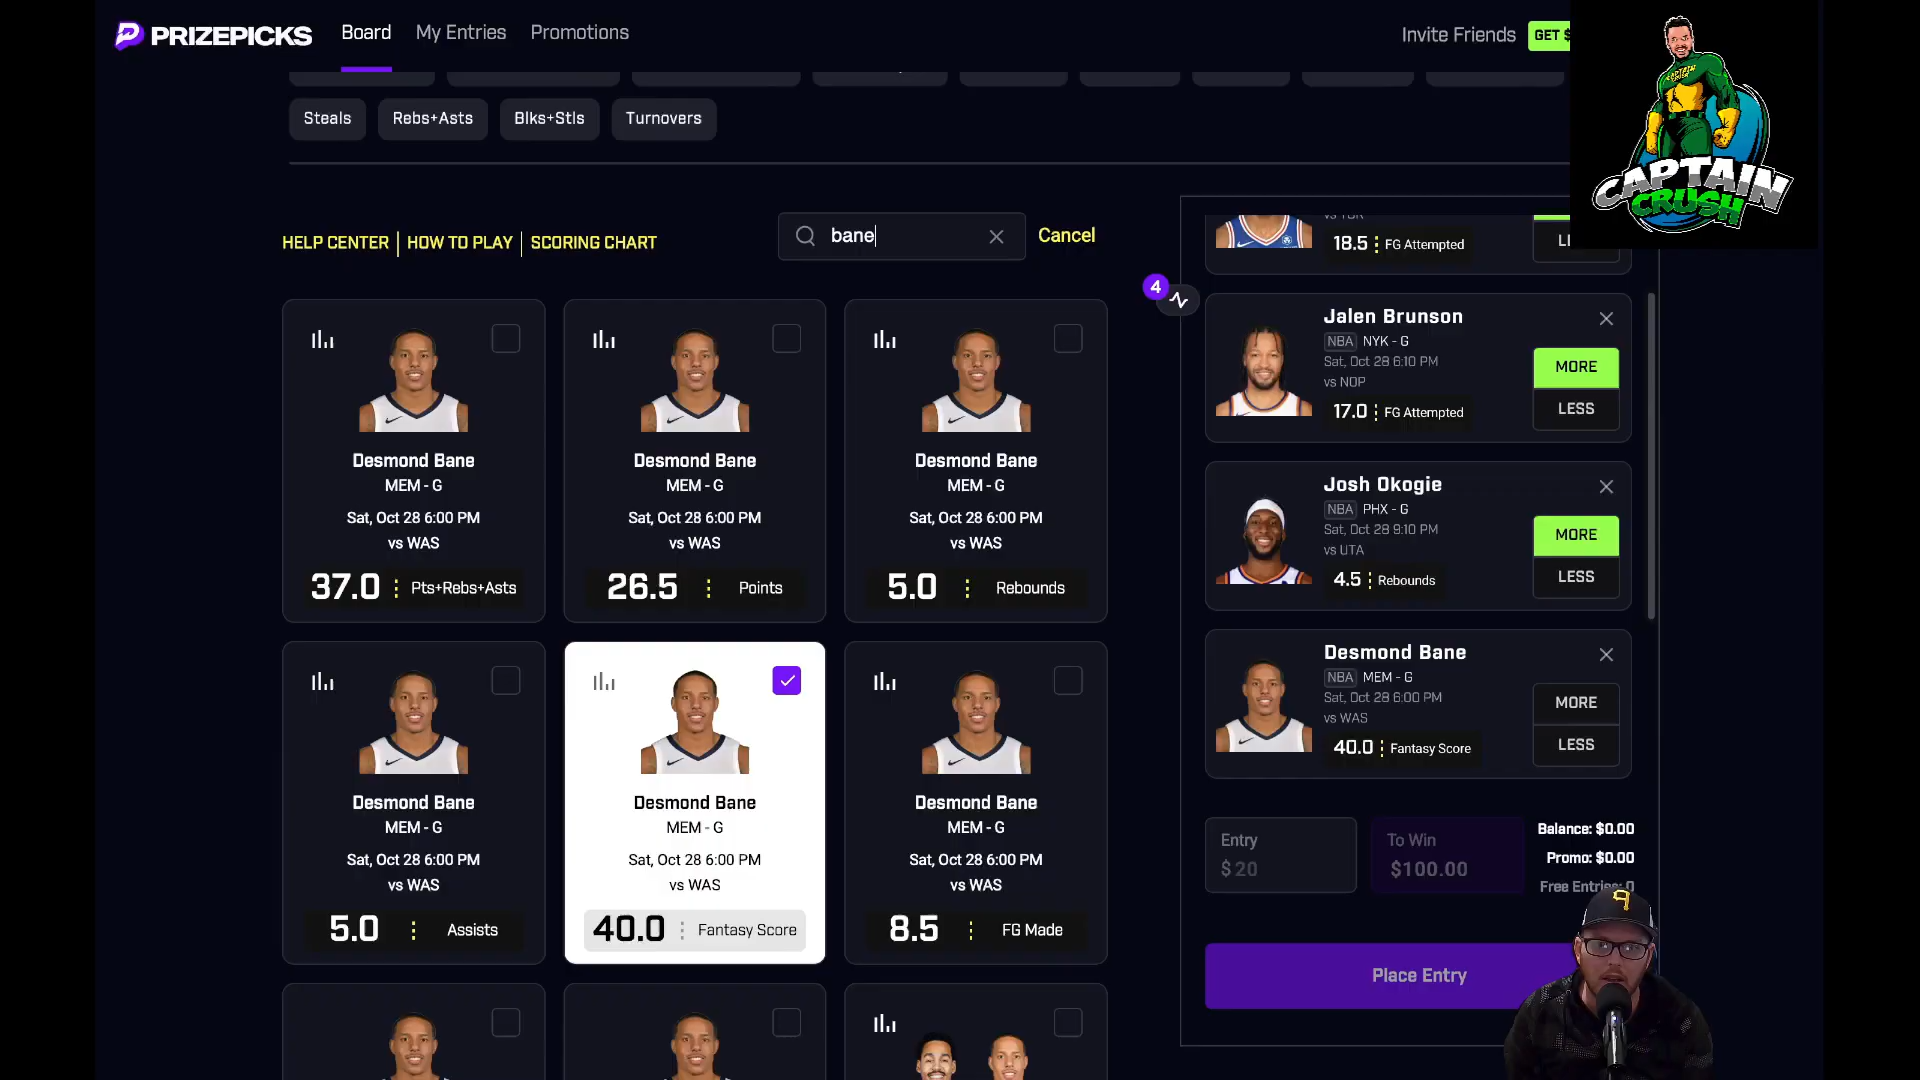 PRIZEPICKS
Board
My Entries
Promotions
Invite Friends
GET $
CAPTAIN
CRUSH
Steals
Rebs+Asts
Blks+Stls
Turnovers
HELP CENTER
HOW TO PLAY
SCORING CHART
bane
Cancel
Desmond Bane
MEM - G
Sat, Oct 28 6:00 PM
vs WAS
37.0 Pts+Rebs+Asts
Desmond Bane
MEM - G
Sat, Oct 28 6:00 PM
vs WAS
26.5 Points
Desmond Bane
MEM - G
Sat, Oct 28 6:00 PM
vs WAS
5.0 Rebounds
Desmond Bane
MEM - G
Sat, Oct 28 6:00 PM
vs WAS
5.0 Assists
Desmond Bane
MEM - G
Sat, Oct 28 6:00 PM
vs WAS
40.0 Fantasy Score
Desmond Bane
MEM - G
Sat, Oct 28 6:00 PM
vs WAS
8.5 FG Made
4
18.5 FG Attempted
Jalen Brunson
NBA NYK - G
Sat, Oct 28 6:10 PM
vs NOP
17.0 FG Attempted
MORE
LESS
Josh Okogie
NBA PHX - G
Sat, Oct 28 9:10 PM
vs UTA
4.5 Rebounds
MORE
LESS
Desmond Bane
NBA MEM - G
Sat, Oct 28 6:00 PM
vs WAS
40.0 Fantasy Score
MORE
LESS
Entry
$ 20
To Win
$100.00
Balance: $0.00
Promo: $0.00
Free Entries: 0
Place Entry